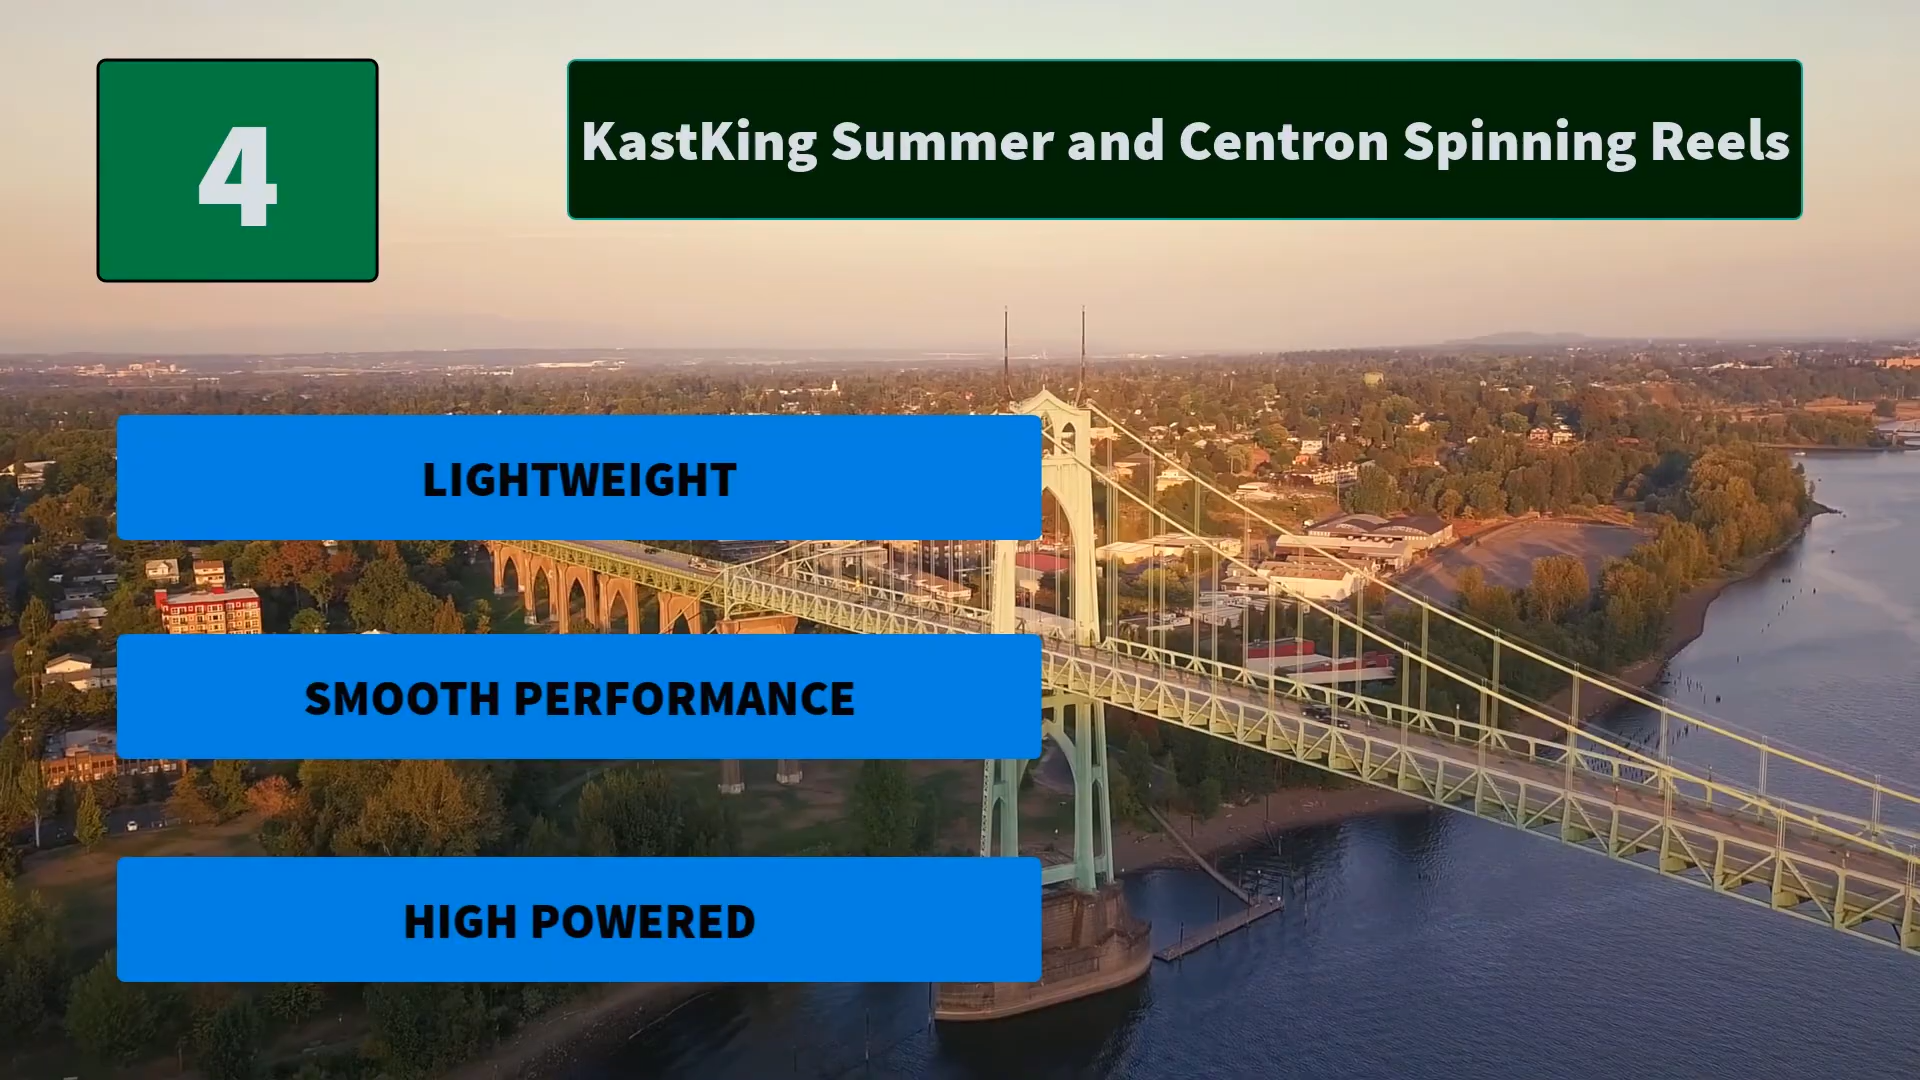 4
KastKing Summer and Centron Spinning Reels
LIGHTWEIGHT
SMOOTH PERFORMANCE
HIGH POWERED